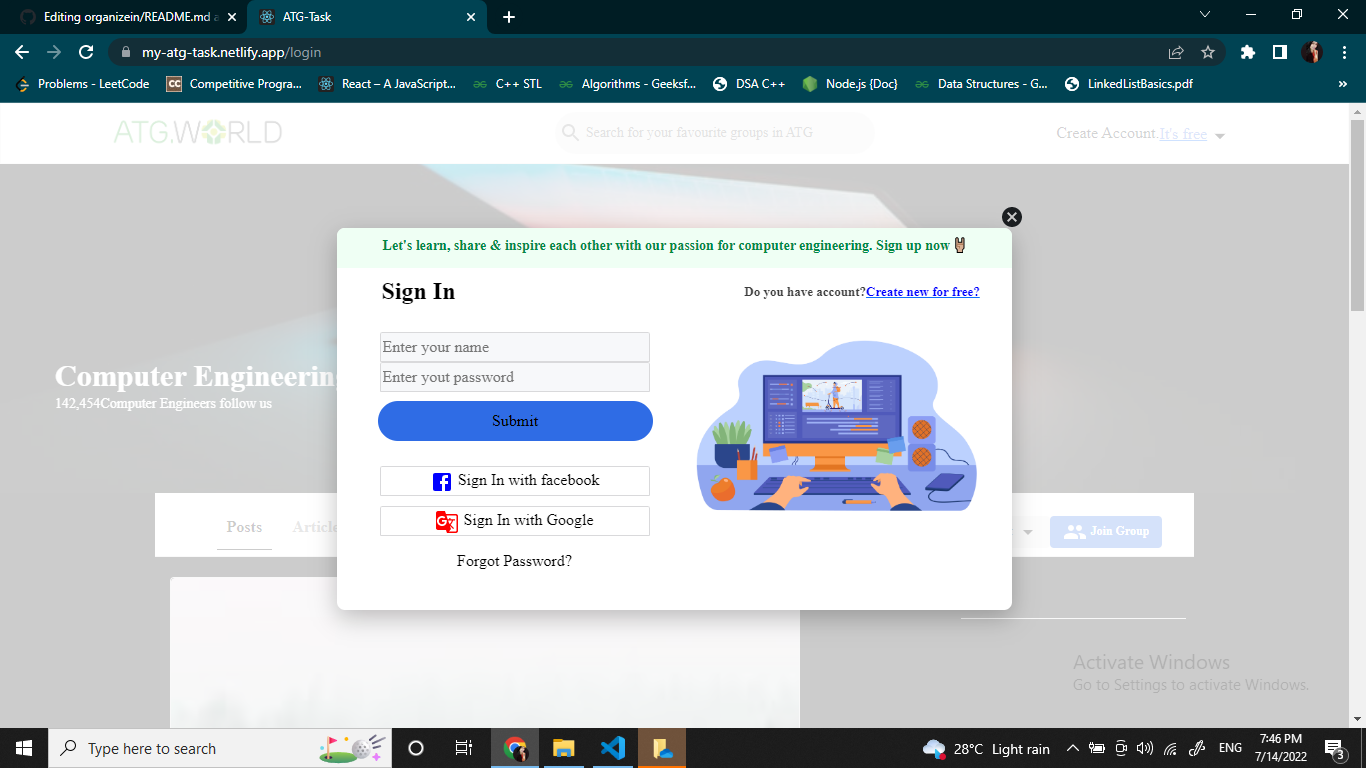 Editing organizein/README.md a
ATG-Task
my-atg-task.netlify.app/login
Problems - LeetCode
Competitive Progra...
React – A JavaScript...
C++ STL
Algorithms - Geeksf...
DSA C++
Node.js {Doc}
Data Structures - G...
LinkedListBasics.pdf
»
ATG.WORLD
Search for your favourite groups in ATG
Create Account.It's free
Let's learn, share & inspire each other with our passion for computer engineering. Sign up now 🤘🏼
Sign In
Do you have account?Create new for free?
Enter your name
Enter yout password
Submit
Sign In with facebook
Sign In with Google
Forgot Password?
Computer Engineering
142,454Computer Engineers follow us
Posts
Article
Join Group
Activate Windows
Go to Settings to activate Windows.
Type here to search
28°C Light rain
ENG
7:46 PM
7/14/2022
3